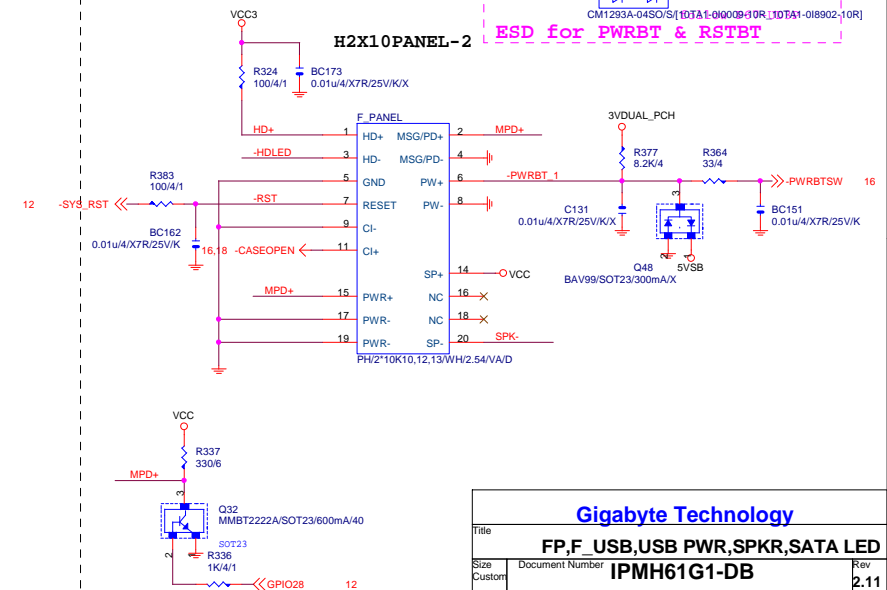 CM1293A-04SO/S/[10TA1-
-0I8902-10R]
ESD for PWRBT & RSTBT
VCC3
H2X10PANEL-2
R324
100/4/1
BC173
0.01u/4/X7R/25V/K/X
F_PANEL
HD+ 1 HD+ MSG/PD+ 2 MPD+
-HDLED 3 HD- MSG/PD- 4
5 GND PW+ 6 -PWRBT_1
-RST 7 RESET PW- 8
9 CI-
16,18 -CASEOPEN 11 CI+
SP+ 14 VCC
MPD+ 15 PWR+ NC 16
17 PWR- NC 18
19 PWR- SP- 20 SPK-
PH/2*10K10,12,13/WH/2.54/VA/D
R383
100/4/1
12 -SYS_RST
BC162
0.01u/4/X7R/25V/K
3VDUAL_PCH
R377
8.2K/4
R364
33/4
-PWRBTSW 16
C131
0.01u/4/X7R/25V/K/X
3
2
1
BC151
0.01u/4/X7R/25V/K
Q48
5VSB
BAV99/SOT23/300mA/X
VCC
R337
330/6
MPD+
3
Q32
MMBT2222A/SOT23/600mA/40
SOT23
2
1
R336
1K/4/1
GPIO28 12
Gigabyte Technology
Title
FP,F_USB,USB PWR,SPKR,SATA LED
Size
Custom
Document Number
IPMH61G1-DB
Rev
2.11